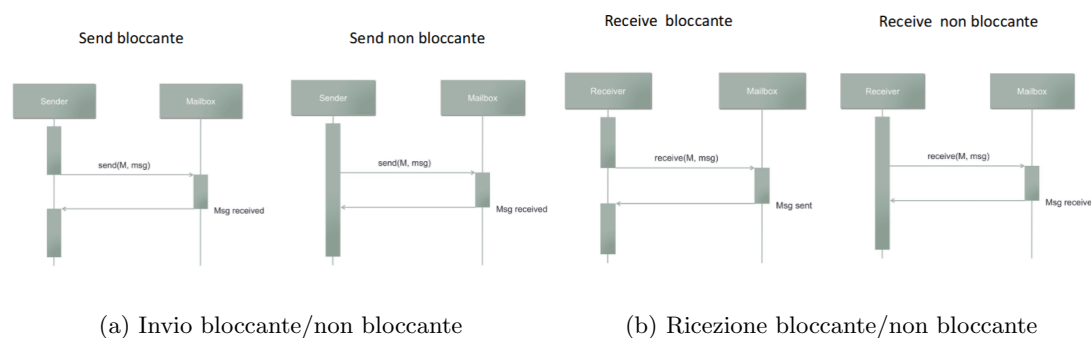 Send bloccante
Send non bloccante
Sender
Mailbox
send(M, msg)
Msg received
Sender
Mailbox
send(M, msg)
Msg received
(a) Invio bloccante/non bloccante
Receive bloccante
Receive non bloccante
Receiver
Mailbox
receive(M, msg)
Msg sent
Receiver
Mailbox
receive(M, msg)
Msg receive
(b) Ricezione bloccante/non bloccante